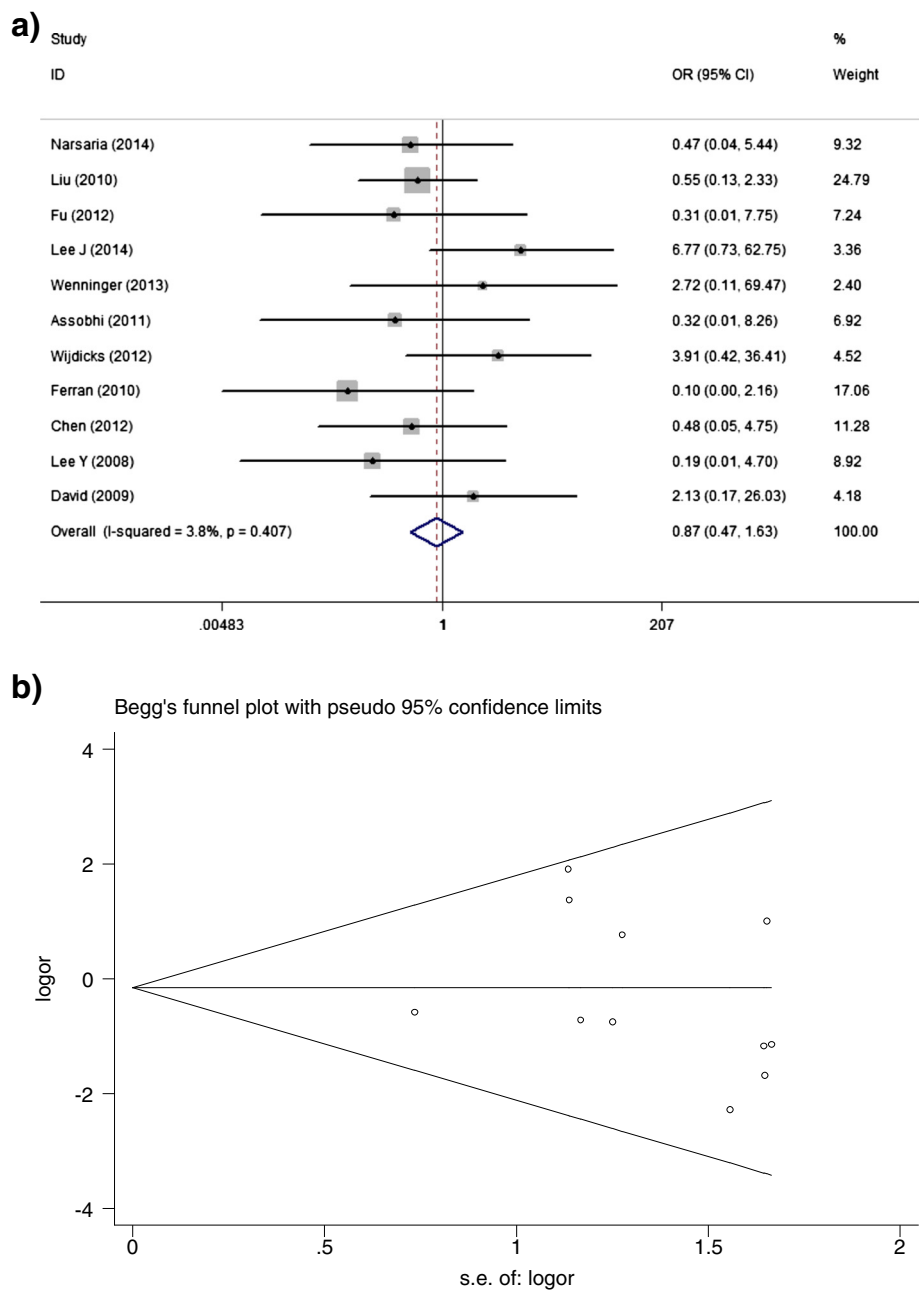 a)
Study %
ID OR (95% CI) Weight
Narsaria (2014) 0.47 (0.04, 5.44) 9.32
Liu (2010) 0.55 (0.13, 2.33) 24.79
Fu (2012) 0.31 (0.01, 7.75) 7.24
Lee J (2014) 6.77 (0.73, 62.75) 3.36
Wenninger (2013) 2.72 (0.11, 69.47) 2.40
Assobhi (2011) 0.32 (0.01, 8.26) 6.92
Wijdicks (2012) 3.91 (0.42, 36.41) 4.52
Ferran (2010) 0.10 (0.00, 2.16) 17.06
Chen (2012) 0.48 (0.05, 4.75) 11.28
Lee Y (2008) 0.19 (0.01, 4.70) 8.92
David (2009) 2.13 (0.17, 26.03) 4.18
Overall (I-squared = 3.8%, p = 0.407) 0.87 (0.47, 1.63) 100.00
.00483 1 207
b)
Begg's funnel plot with pseudo 95% confidence limits
4
2
0
-2
-4
logor
0 .5 1 1.5 2
s.e. of: logor